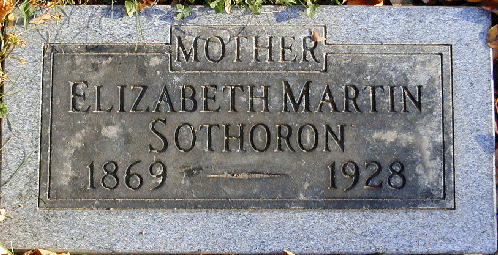 MOTHER
ELIZABETH MARTIN
SOTHORON
1869 — 1928